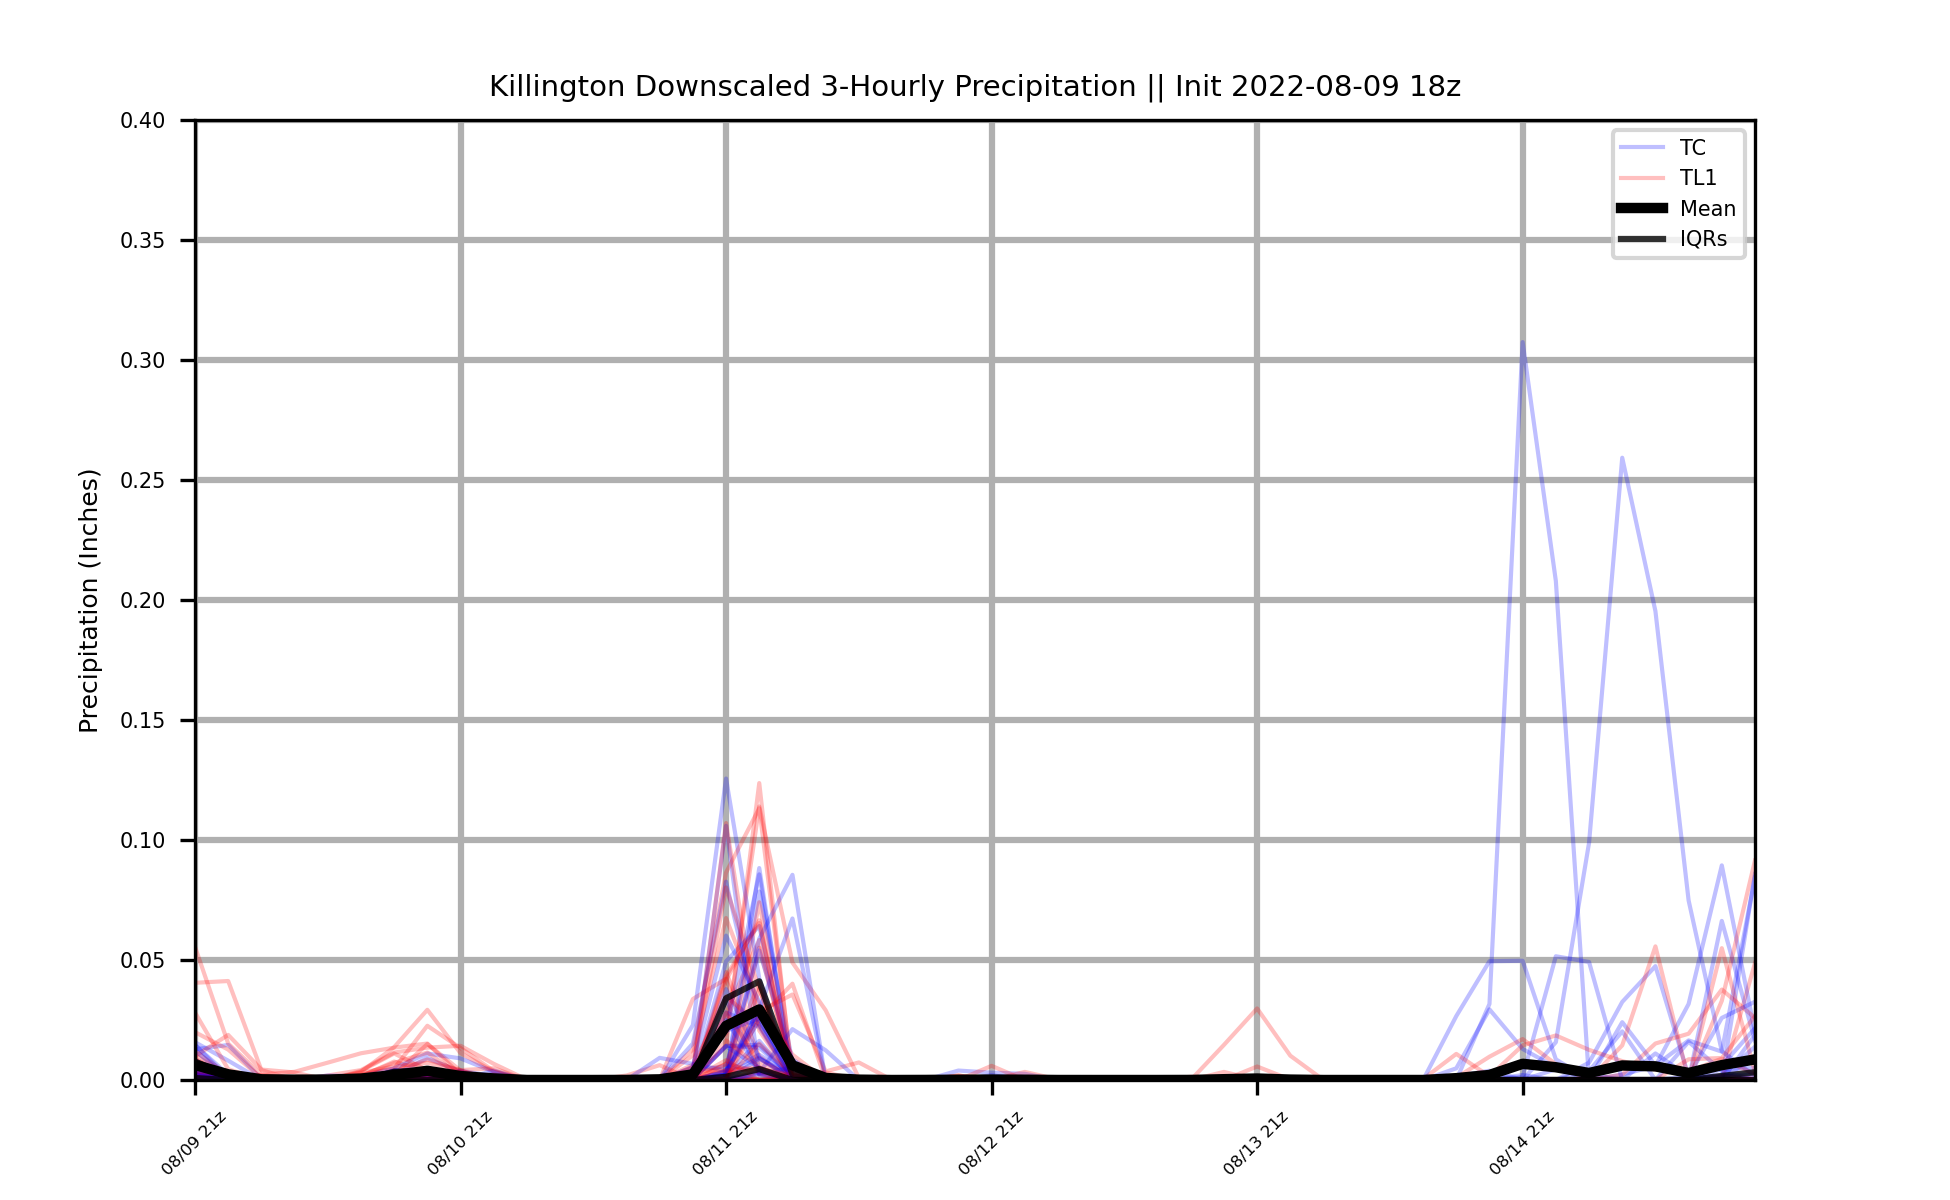 Killington Downscaled 3-Hourly Precipitation || Init 2022-08-09 18z
0.40
0.35
0.30
0.25
0.20
0.15
0.10
0.05
0.00
Precipitation (Inches)
TC
TL1
Mean
IQRs
08/09 21z
08/10 21z
08/11 21z
08/12 21z
08/13 21z
08/14 21z